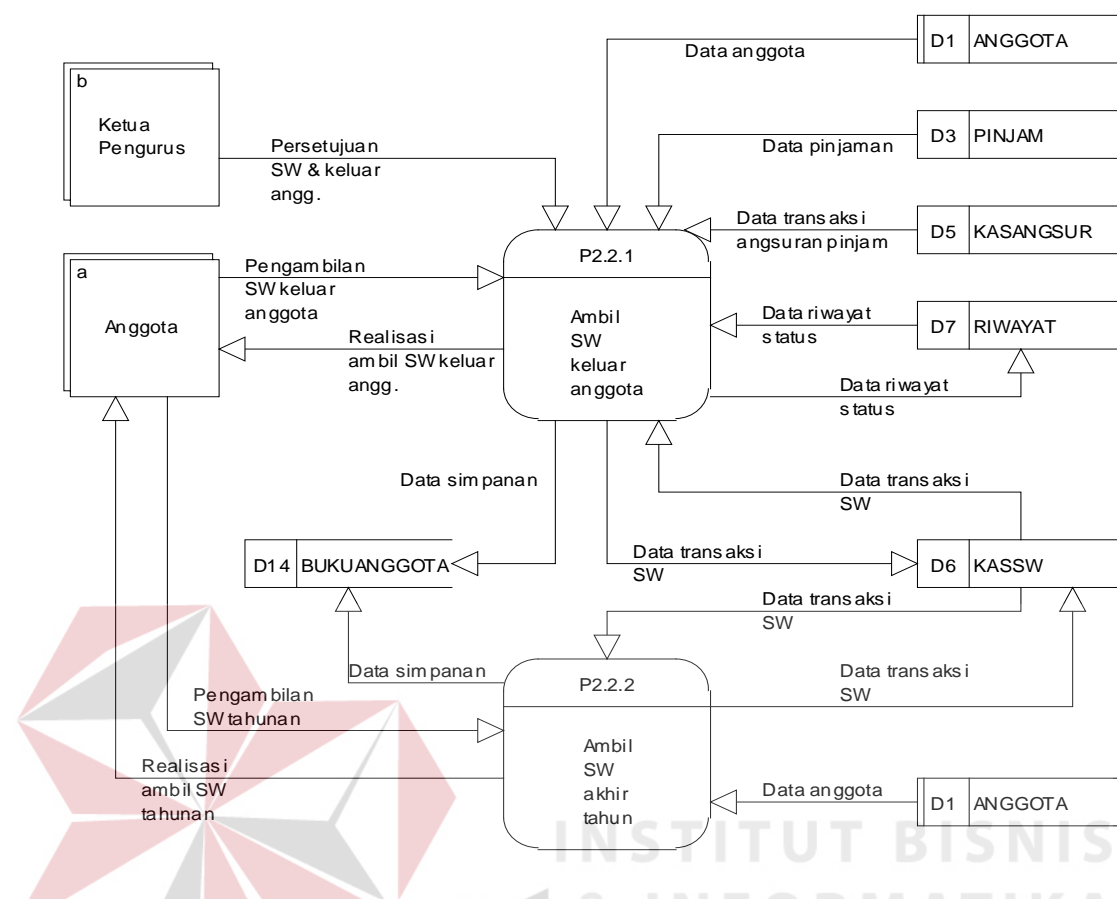 Data anggota
D1 ANGGOTA
b
Ketua
Pengurus
Persetujuan
SW & keluar
angg.
Data pinjaman
D3 PINJAM
Data transaksi
angsuran pinjam
D5 KASANGSUR
a
Anggota
Pengambilan
SW keluar
anggota
P2.2.1
Ambil
SW
keluar
anggota
Realisasi
ambil SW keluar
angg.
Data riwayat
status
D7 RIWAYAT
Data riwayat
status
Data simpanan
Data transaksi
SW
D14 BUKUANGGOTA
Data transaksi
SW
D6 KASSW
Data transaksi
SW
Data simpanan
P2.2.2
Ambil
SW
akhir
tahun
Data transaksi
SW
Pengambilan
SW tahunan
Realisasi
ambil SW
tahunan
Data anggota
D1 ANGGOTA
INSTITUT BISNIS
& INFORMATIKA